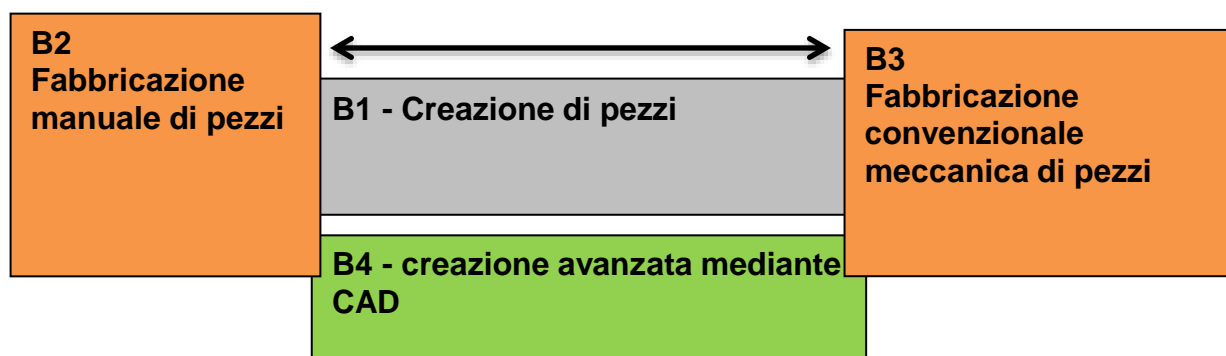 B2
Fabbricazione
manuale di pezzi
B1 - Creazione di pezzi
B3
Fabbricazione
convenzionale
meccanica di pezzi
B4 - creazione avanzata mediante
CAD